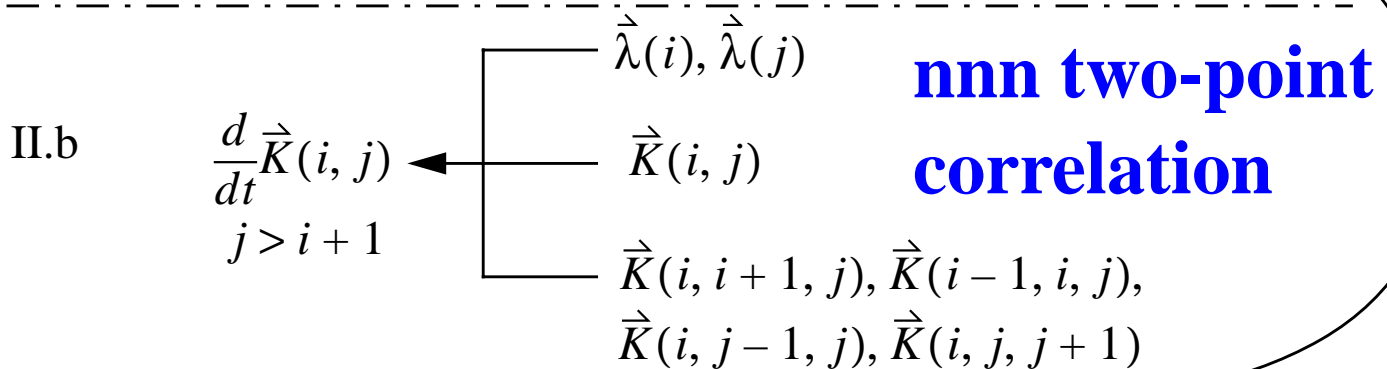 II.b
d/dt K⃗(i, j)
j > i + 1
λ⃗(i), λ⃗(j)
K⃗(i, j)
K⃗(i, i + 1, j), K⃗(i – 1, i, j),
K⃗(i, j – 1, j), K⃗(i, j, j + 1)
nnn two-point
correlation